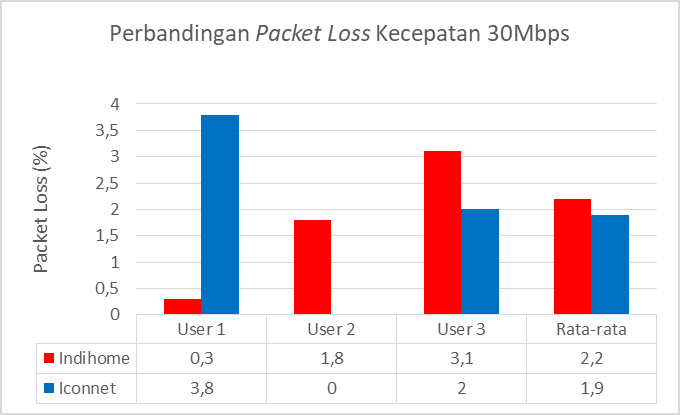 Perbandingan Packet Loss Kecepatan 30Mbps
Packet Loss (%)
4
3,5
3
2,5
2
1,5
1
0,5
0
User 1 User 2 User 3 Rata-rata
Indihome 0,3 1,8 3,1 2,2
Iconnet 3,8 0 2 1,9